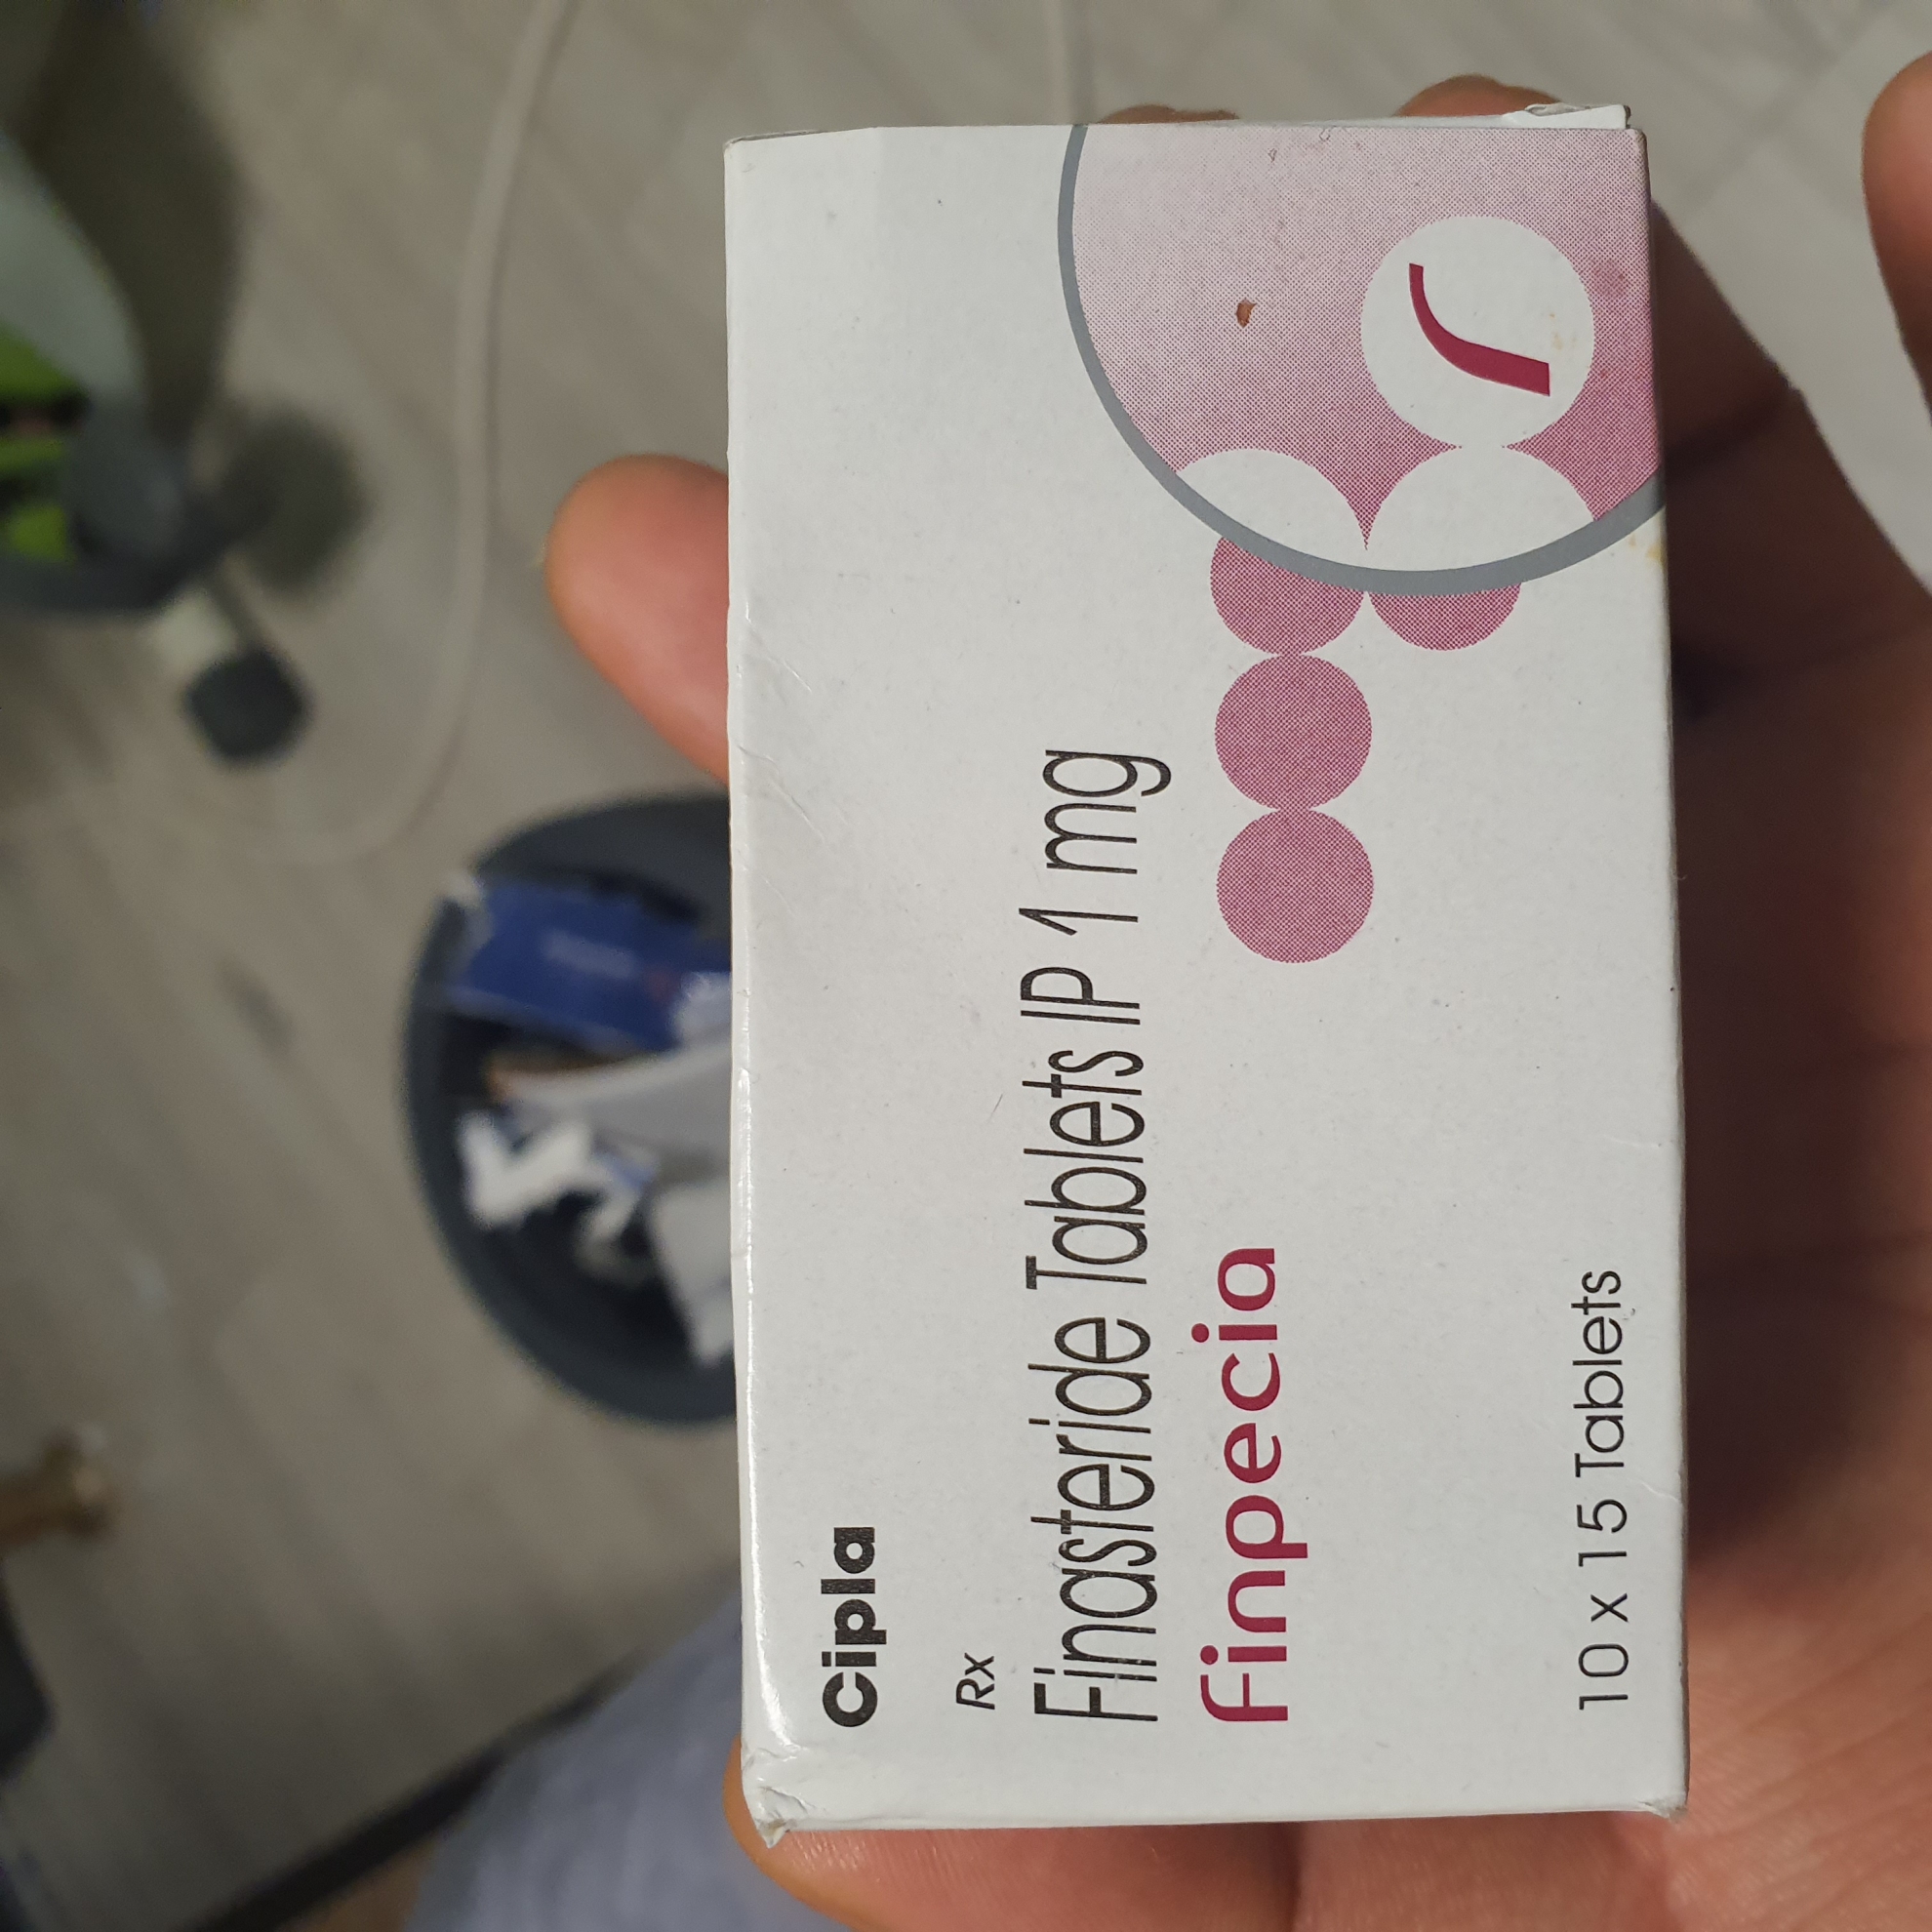 Cipla
Rx
Finasteride Tablets IP 1 mg
Finpecia
10 x 15 Tablets